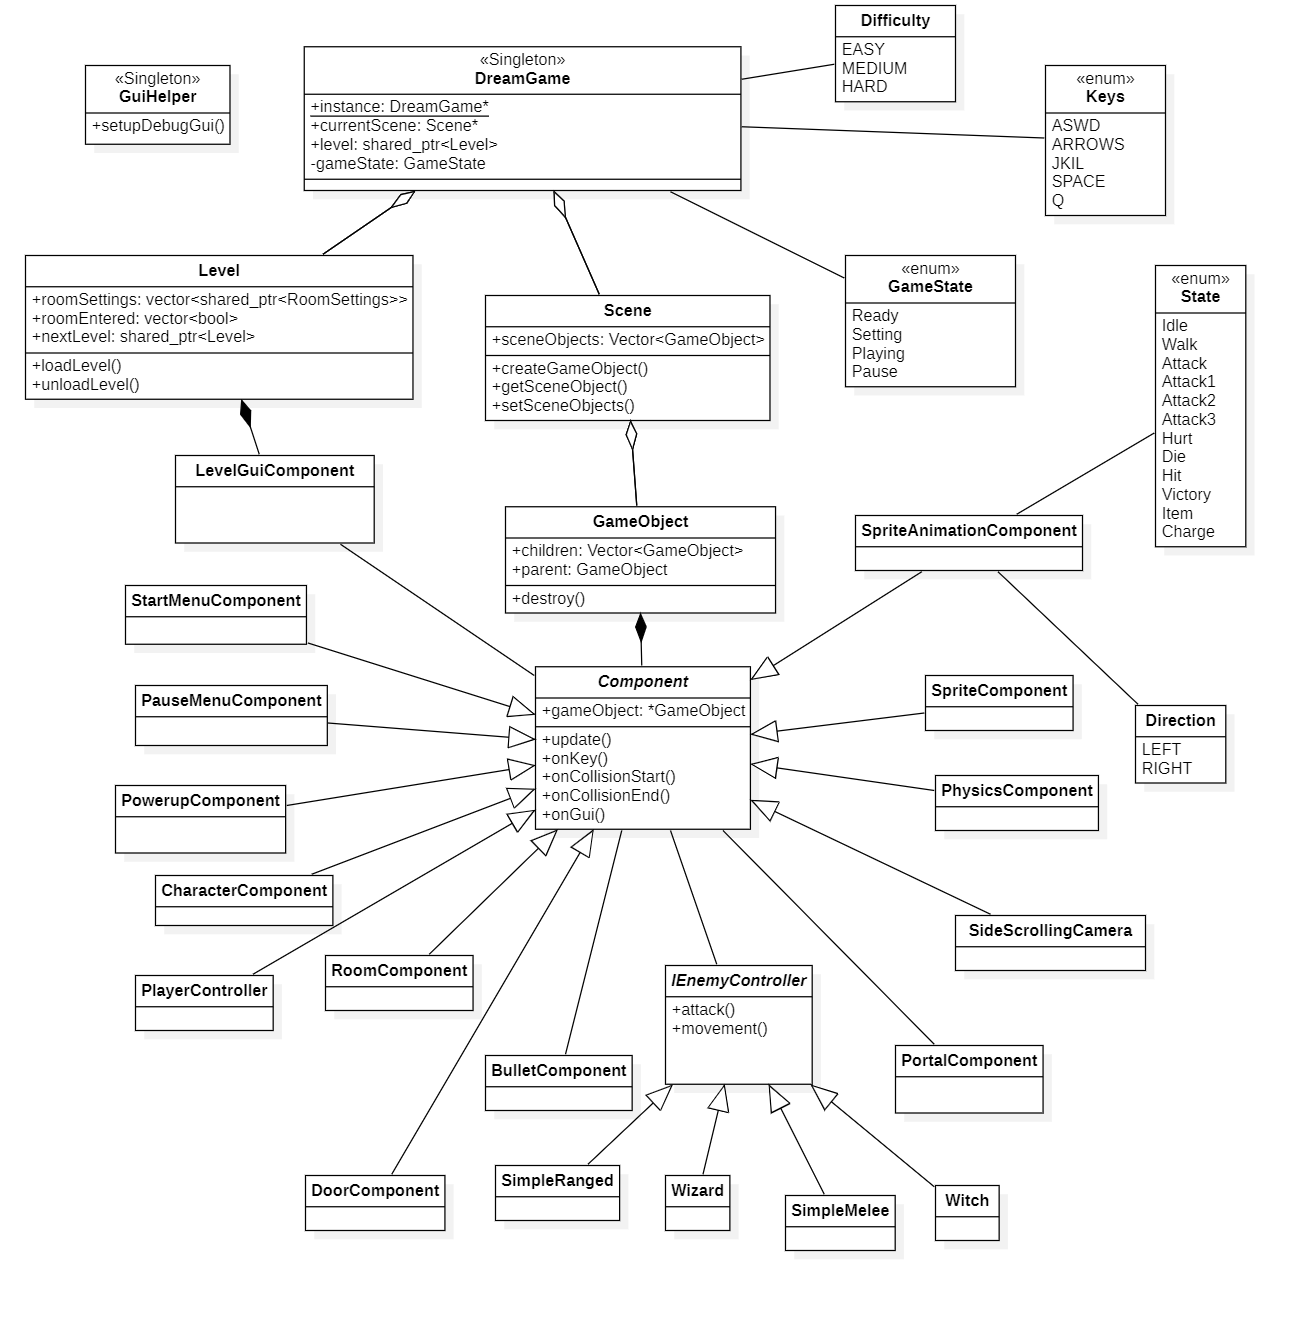 Difficulty
EASY
MEDIUM
HARD
«Singleton»
DreamGame
+instance: DreamGame*
+currentScene: Scene*
+level: shared_ptr<Level>
-gameState: GameState
«Singleton»
GuiHelper
+setupDebugGui()
«enum»
Keys
ASWD
ARROWS
JKIL
SPACE
Q
Level
+roomSettings: vector<shared_ptr<RoomSettings>>
+roomEntered: vector<bool>
+nextLevel: shared_ptr<Level>
+loadLevel()
+unloadLevel()
Scene
+sceneObjects: Vector<GameObject>
+createGameObject()
+getSceneObject()
+setSceneObjects()
«enum»
GameState
Ready
Setting
Playing
Pause
«enum»
State
Idle
Walk
Attack
Attack1
Attack2
Attack3
Hurt
Die
Hit
Victory
Item
Charge
LevelGuiComponent
GameObject
+children: Vector<GameObject>
+parent: GameObject
+destroy()
SpriteAnimationComponent
StartMenuComponent
PauseMenuComponent
Component
+gameObject: *GameObject
+update()
+onKey()
+onCollisionStart()
+onCollisionEnd()
+onGui()
SpriteComponent
Direction
LEFT
RIGHT
PowerupComponent
PhysicsComponent
CharacterComponent
SideScrollingCamera
PlayerController
RoomComponent
IEnemyController
+attack()
+movement()
BulletComponent
PortalComponent
DoorComponent
SimpleRanged
Wizard
SimpleMelee
Witch